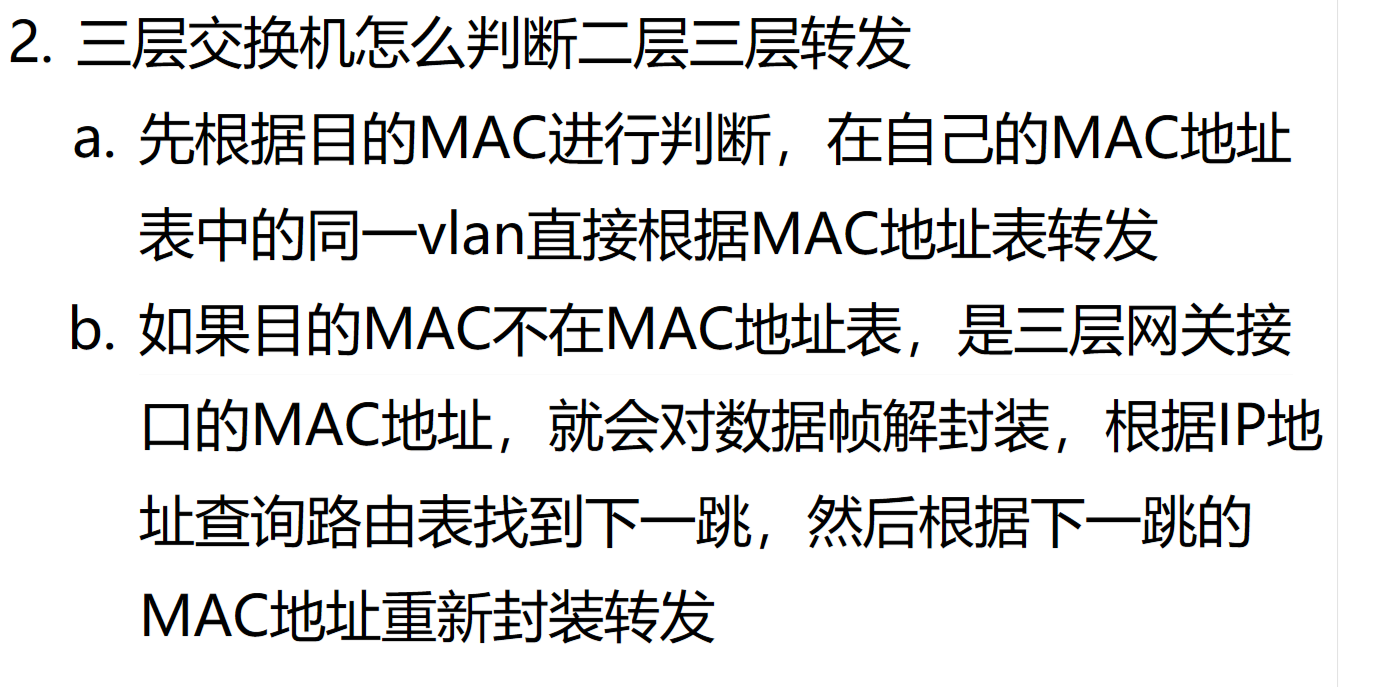 2. 三层交换机怎么判断二层三层转发
a. 先根据目的MAC进行判断，在自己的MAC地址
表中的同一vlan直接根据MAC地址表转发
b. 如果目的MAC不在MAC地址表，是三层网关接
口的MAC地址，就会对数据帧解封装，根据IP地
址查询路由表找到下一跳，然后根据下一跳的
MAC地址重新封装转发